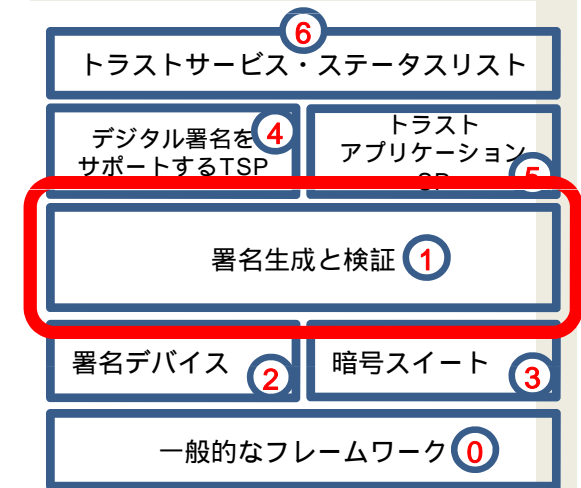 6
トラストサービス・ステータスリスト
デジタル署名を 4
サポートするTSP
トラスト
アプリケーション
5
署名生成と検証 1
署名デバイス 2
暗号スイート 3
一般的なフレームワーク 0